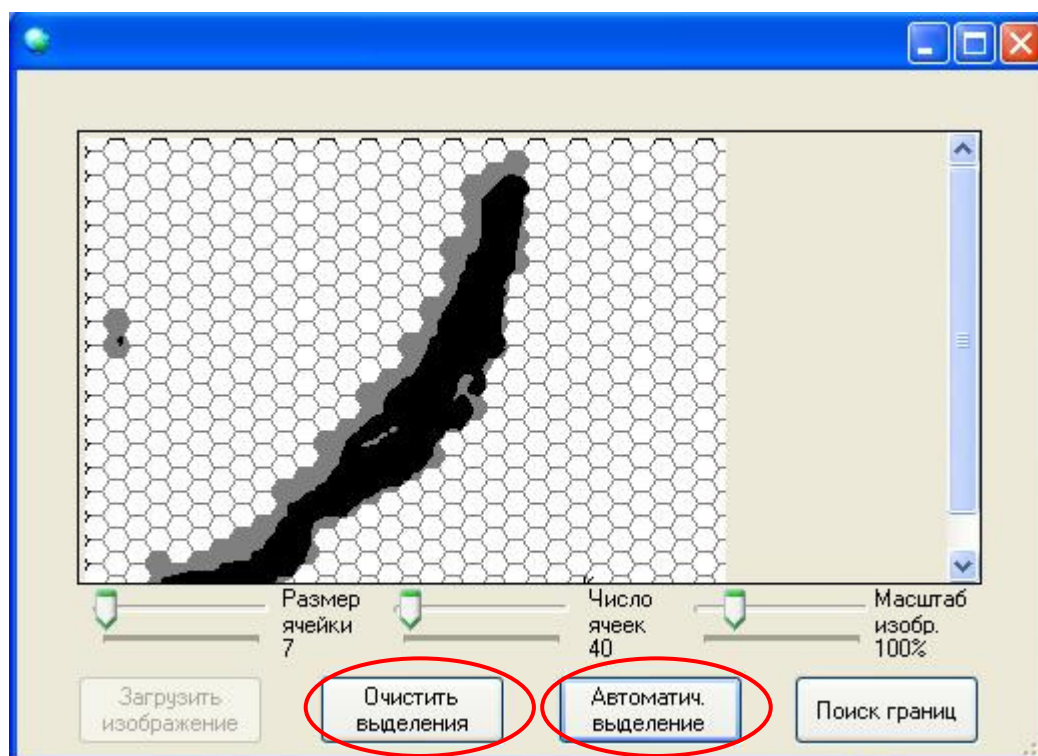 Размер
ячейки
7
Число
ячеек
40
Масштаб
изобр.
100%
Загрузить
изображение
Очистить
выделения
Автоматич.
выделение
Поиск границ